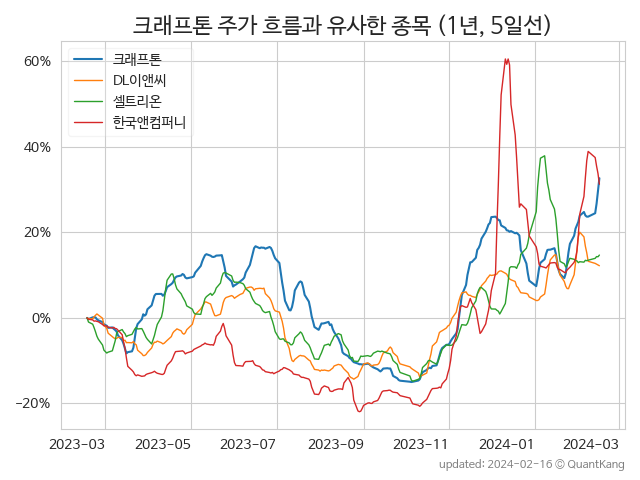 크래프톤 주가 흐름과 유사한 종목 (1년, 5일선)
크래프톤
DL이앤씨
셀트리온
한국앤컴퍼니
60%
40%
20%
0%
−20%
2023-03 2023-05 2023-07 2023-09 2023-11 2024-01 2024-03
updated: 2024-02-16 © QuantKang